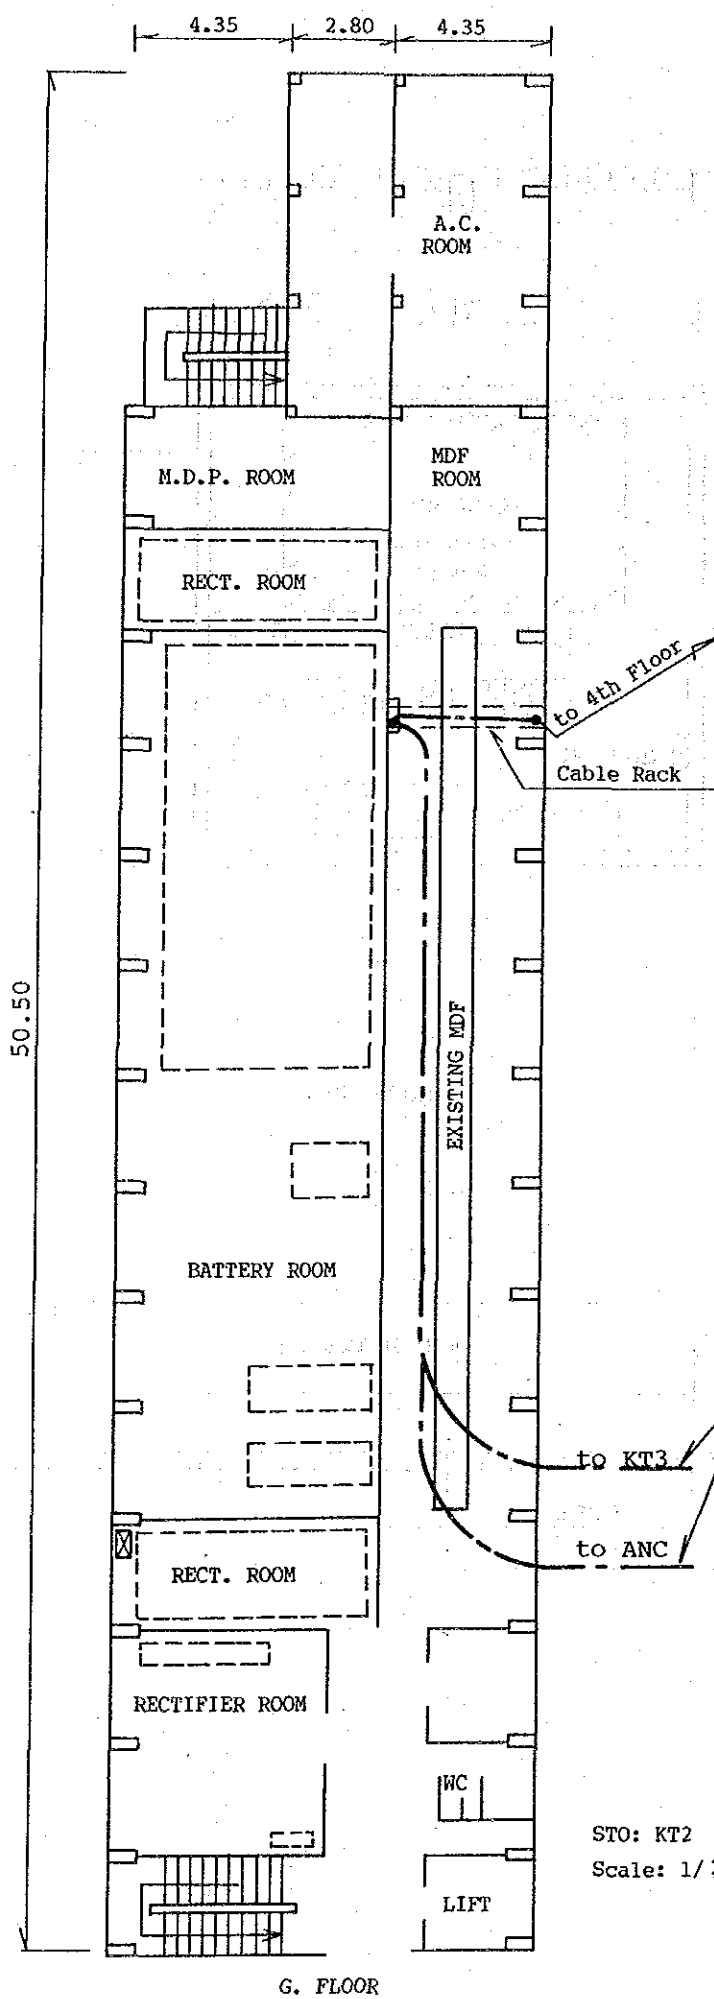 4.35 2.80 4.35
A.C.
ROOM
M.D.P. ROOM
MDF
ROOM
RECT. ROOM
to 4th Floor
Cable Rack
50.50
EXISTING MDF
BATTERY ROOM
to KT3
to ANC
RECT. ROOM
RECTIFIER ROOM
WC
STO: KT2
Scale: 1/
LIFT
G. FLOOR